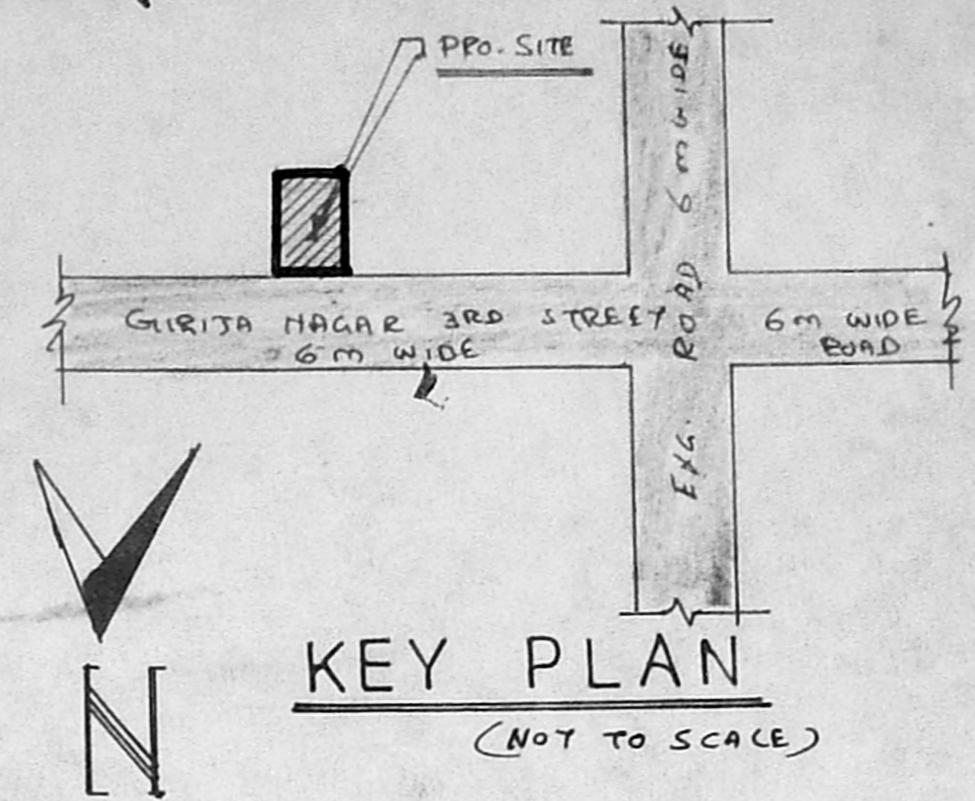 PPO. SITE
EXG. ROAD 6m WIDE
GIRIJA NAGAR 3RD STREET
6m WIDE
6m WIDE
ROAD
N
KEY PLAN
(NOT TO SCALE)